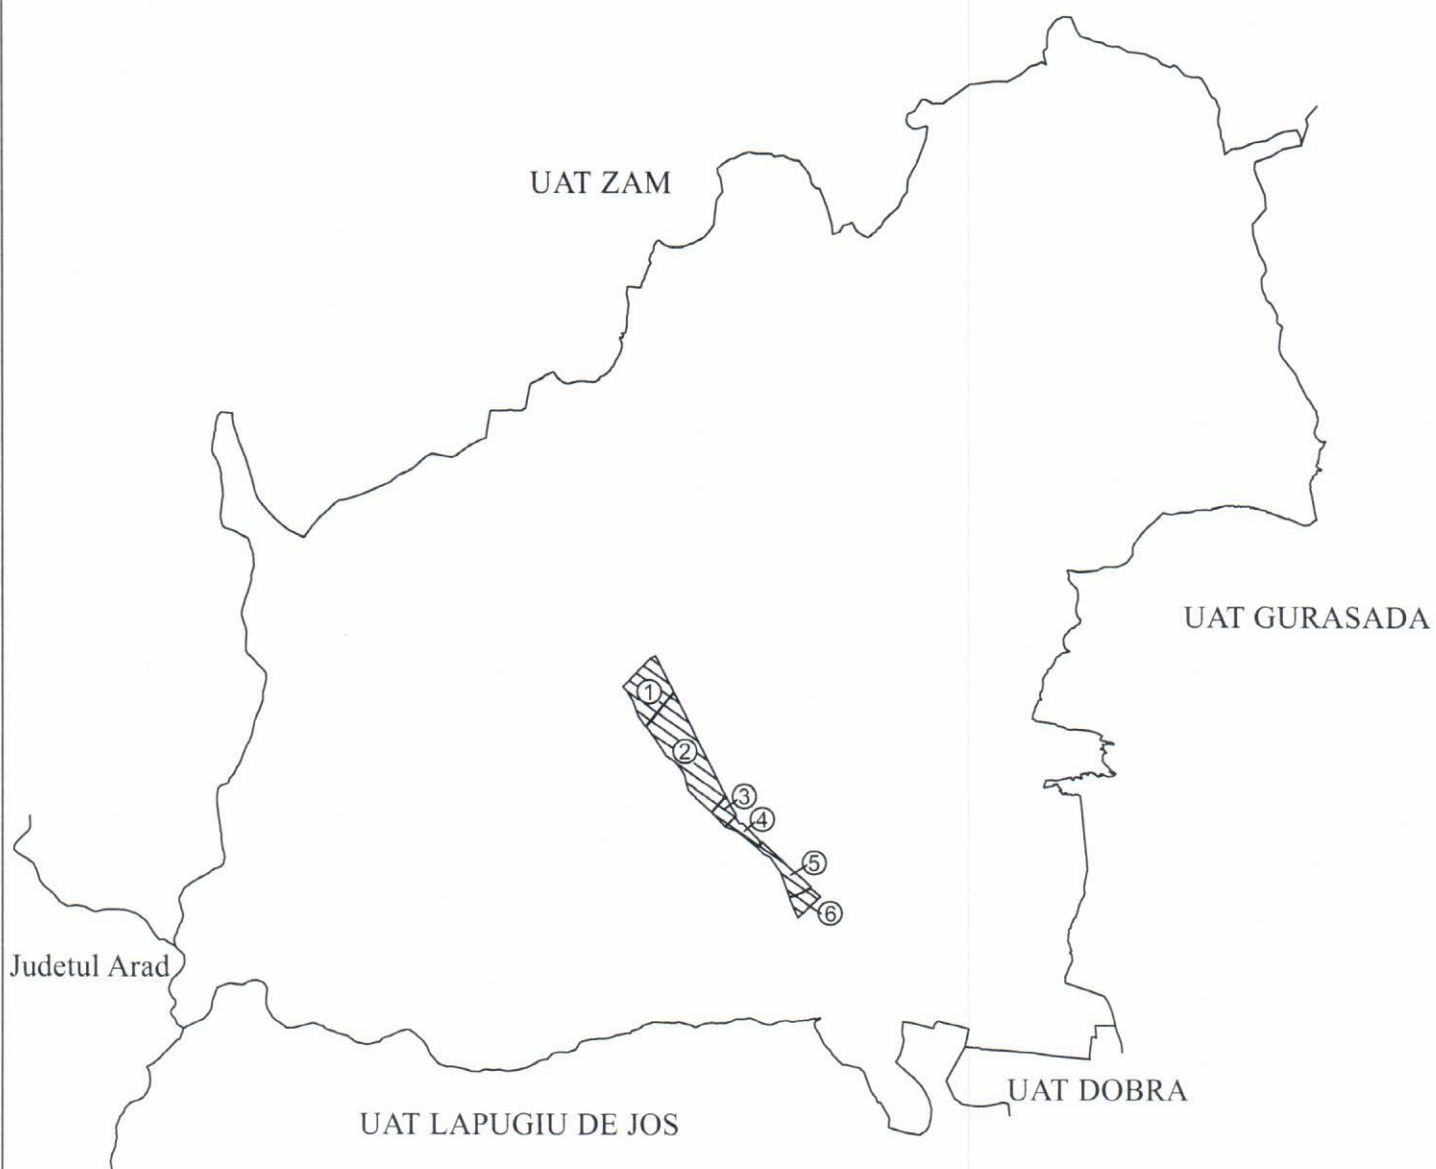 UAT ZAM
UAT GURASADA
1
2
3
4
5
6
Judetul Arad
UAT DOBRA
UAT LAPUGIU DE JOS